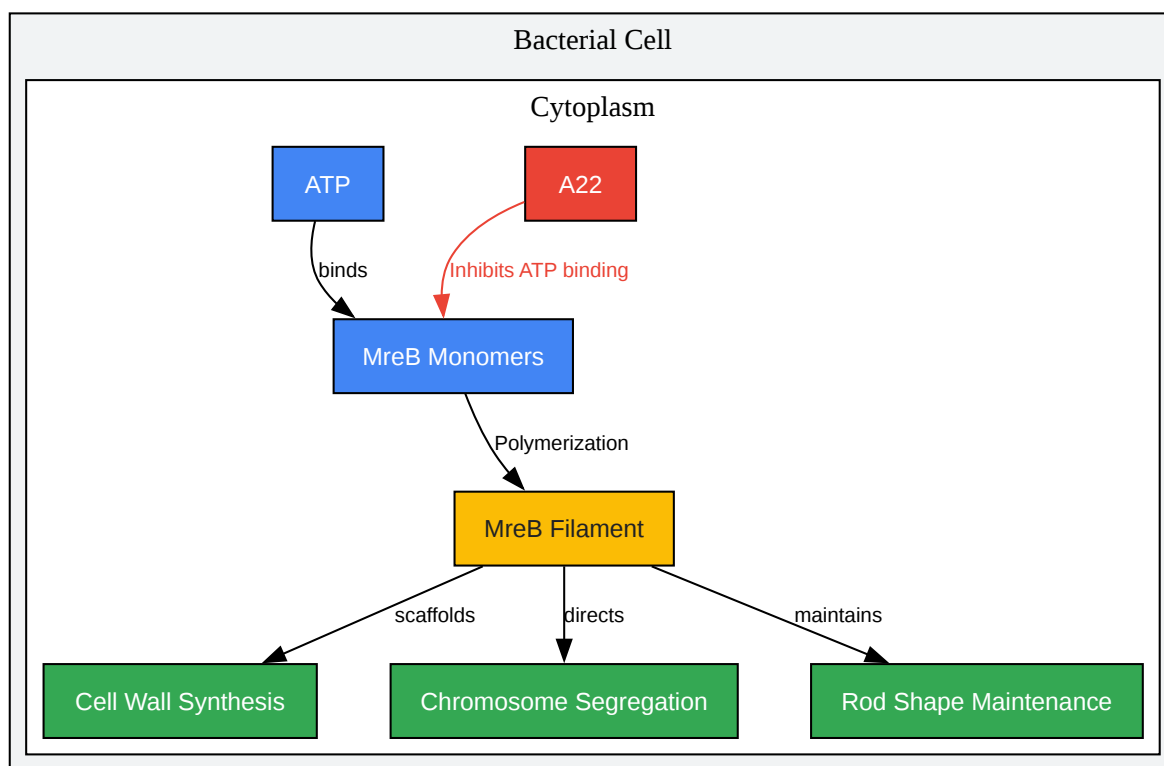 Bacterial Cell
Cytoplasm
ATP
A22
binds
Inhibits ATP binding
MreB Monomers
Polymerization
MreB Filament
scaffolds
directs
maintains
Cell Wall Synthesis
Chromosome Segregation
Rod Shape Maintenance